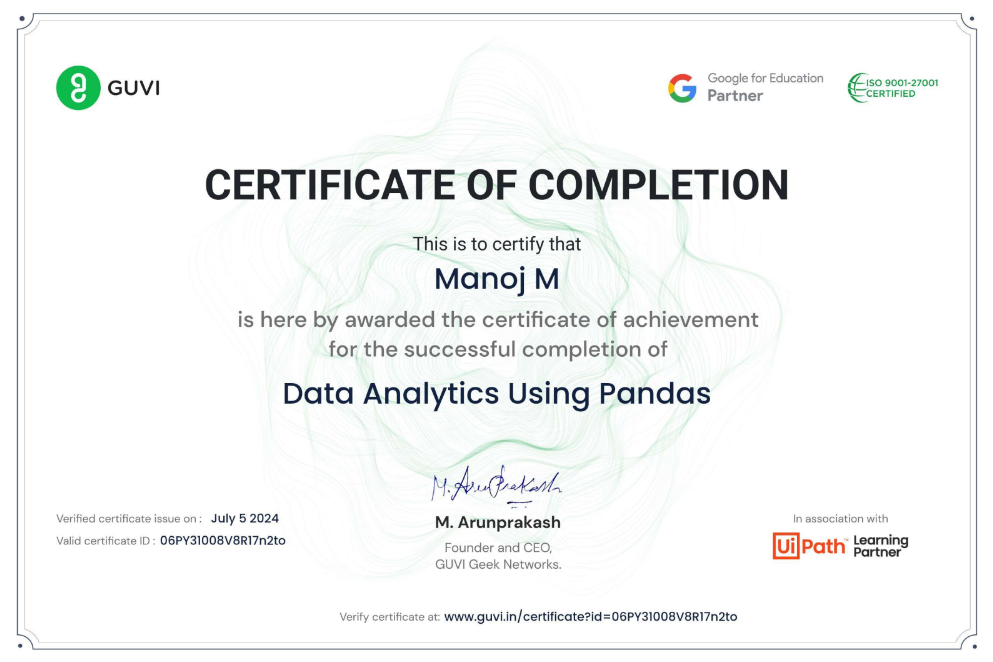 GUVI
Google for Education
Partner
ISO 9001-27001
CERTIFIED
CERTIFICATE OF COMPLETION
This is to certify that
Manoj M
is here by awarded the certificate of achievement
for the successful completion of
Data Analytics Using Pandas
M. ArunPrakash
M. Arunprakash
Founder and CEO,
GUVI Geek Networks.
Verified certificate issue on : July 5 2024
Valid certificate ID : 06PY31008V8R17n2to
In association with
UiPath™ Learning
Partner
Verify certificate at: www.guvi.in/certificate?id=06PY31008V8R17n2to